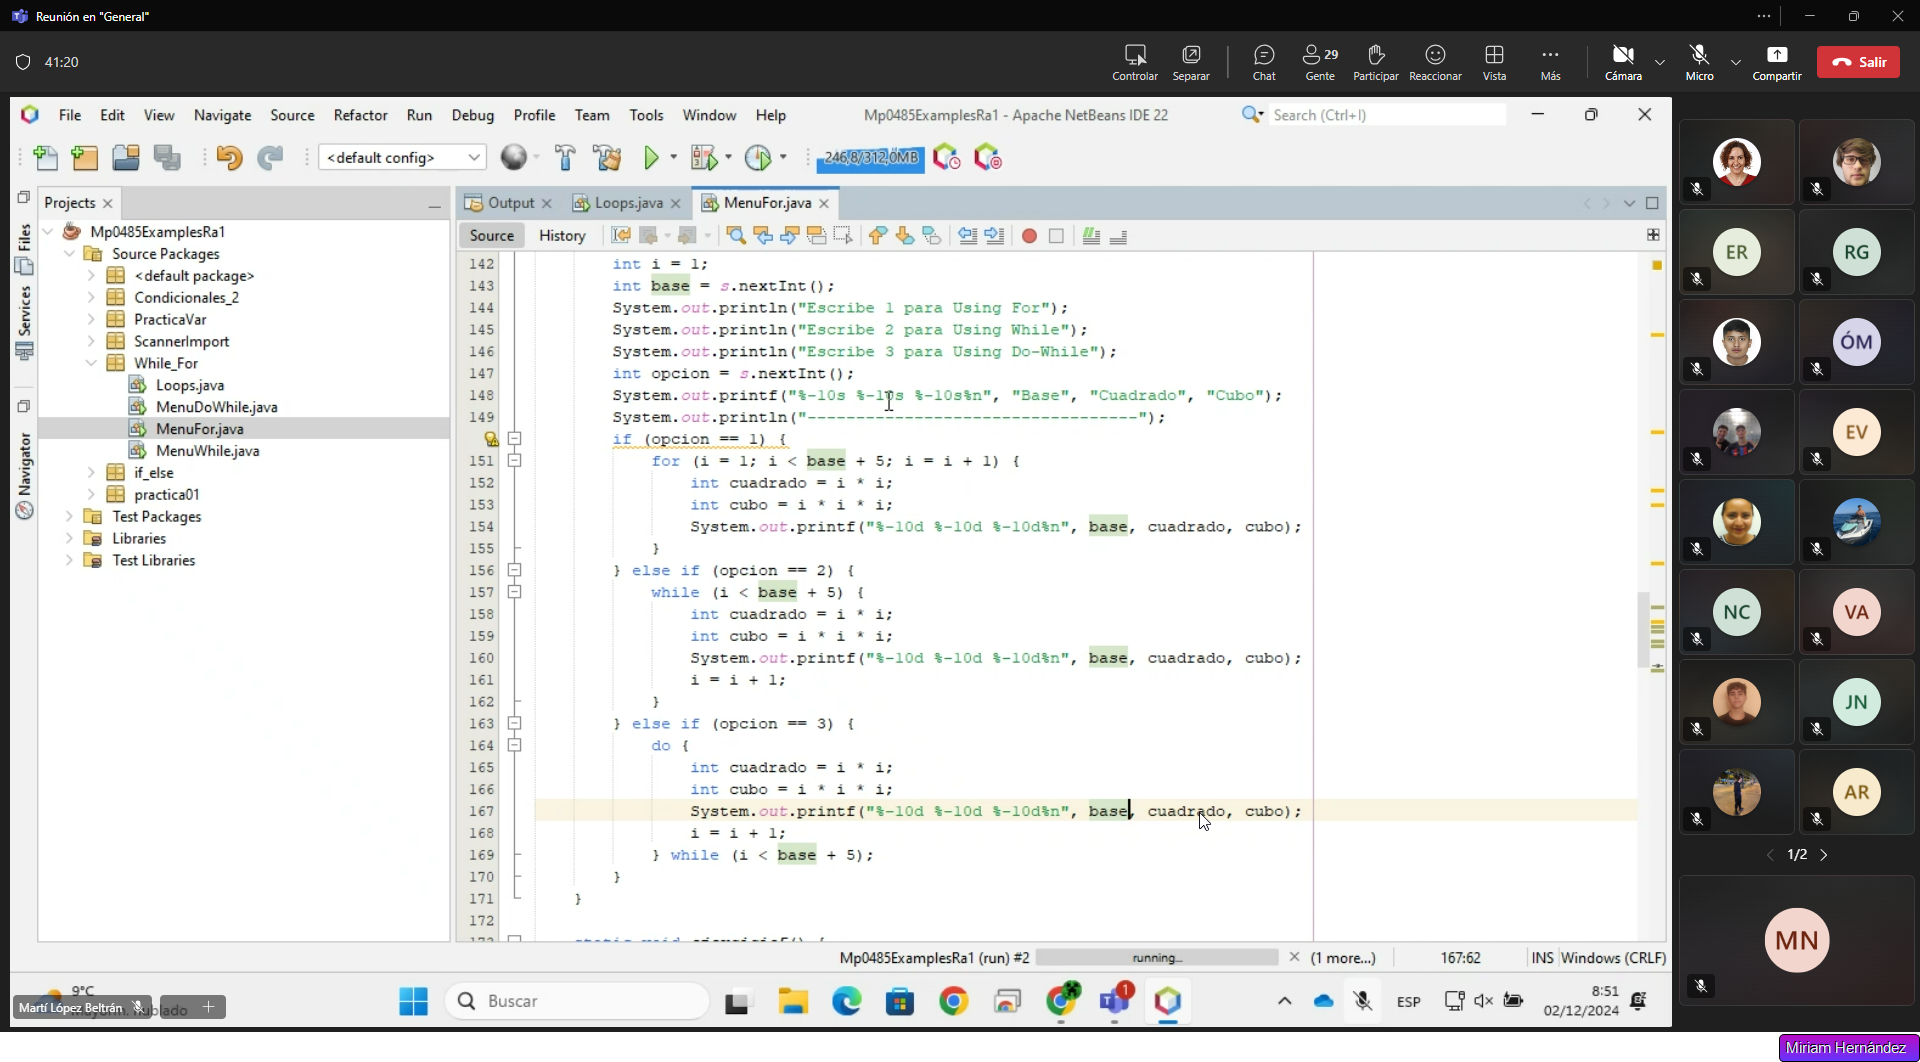 Reunión en "General"
41:20
Controlar
Separar
Chat
29
Gente
Participar
Reaccionar
Vista
Más
Cámara
Micro
Compartir
Salir
File Edit View Navigate Source Refactor Run Debug Profile Team Tools Window Help
Mp0485ExamplesRa1 - Apache NetBeans IDE 22
Search (Ctrl+I)
<default config>
246,8/312,0MB
Projects
Output
Loops.java
MenuFor.java
Source
History
Files
Services
Navigator
Mp0485ExamplesRa1
Source Packages
<default package>
Condicionales_2
PracticaVar
ScannerImport
While_For
Loops.java
MenuDoWhile.java
MenuFor.java
MenuWhile.java
if_else
practica01
Test Packages
Libraries
Test Libraries
142 int i = 1;
143 int base = s.nextInt();
144 System.out.println("Escribe 1 para Using For");
145 System.out.println("Escribe 2 para Using While");
146 System.out.println("Escribe 3 para Using Do-While");
147 int opcion = s.nextInt();
148 System.out.printf("%-10s %-10s %-10s%n", "Base", "Cuadrado", "Cubo");
149 System.out.println("----------------------------------");
if (opcion == 1) {
151 for (i = 1; i < base + 5; i = i + 1) {
152 int cuadrado = i * i;
153 int cubo = i * i * i;
154 System.out.printf("%-10d %-10d %-10d%n", base, cuadrado, cubo);
155 }
156 } else if (opcion == 2) {
157 while (i < base + 5) {
158 int cuadrado = i * i;
159 int cubo = i * i * i;
160 System.out.printf("%-10d %-10d %-10d%n", base, cuadrado, cubo);
161 i = i + 1;
162 }
163 } else if (opcion == 3) {
164 do {
165 int cuadrado = i * i;
166 int cubo = i * i * i;
167 System.out.printf("%-10d %-10d %-10d%n", base, cuadrado, cubo);
168 i = i + 1;
169 } while (i < base + 5);
170 }
171 }
172
Mp0485ExamplesRa1 (run) #2
running...
(1 more...)
167:62
INS
Windows (CRLF)
ER
RG
ÓM
EV
NC
VA
JN
AR
1/2
MN
9°C
Martí López Beltrán
Buscar
1
ESP
8:51
02/12/2024
Miriam Hernández